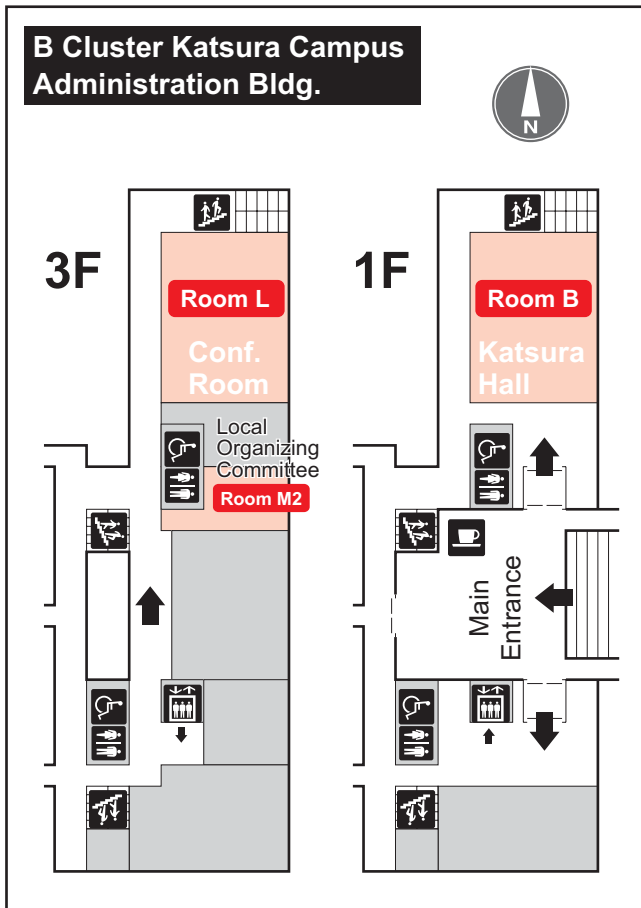 B Cluster Katsura Campus
Administration Bldg.
N
3F
Room L
Conf.
Room
Local
Organizing
Committee
Room M2
1F
Room B
Katsura
Hall
Main
Entrance